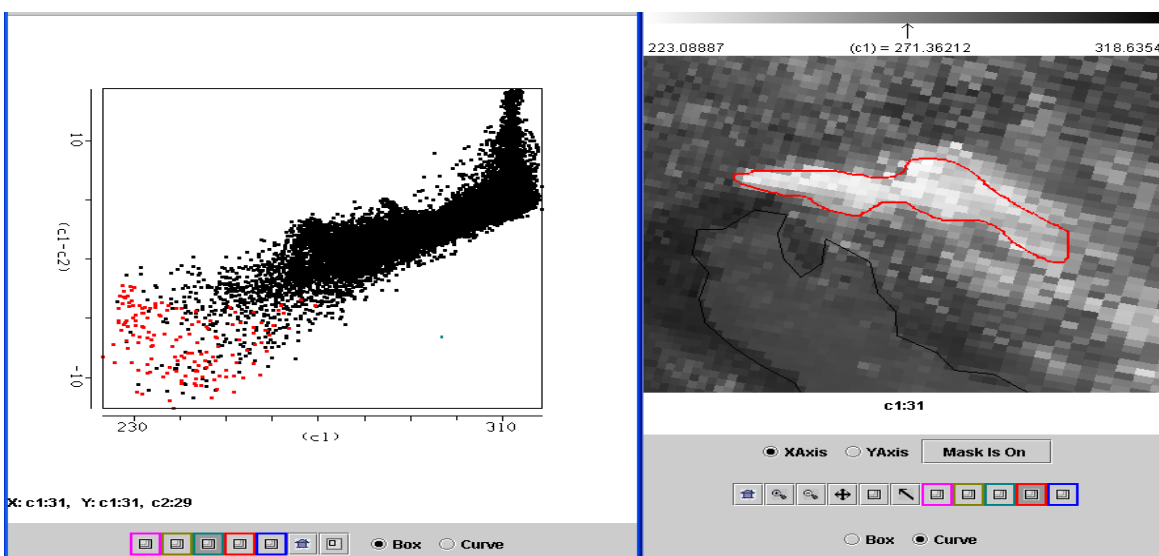 10
(c1-c2)
-10
230
310
(c1)
X: c1:31, Y: c1:31, c2:29
Box
Curve
223.08887
(c1) = 271.36212
318.6354
c1:31
XAxis
YAxis
Mask Is On
Box
Curve